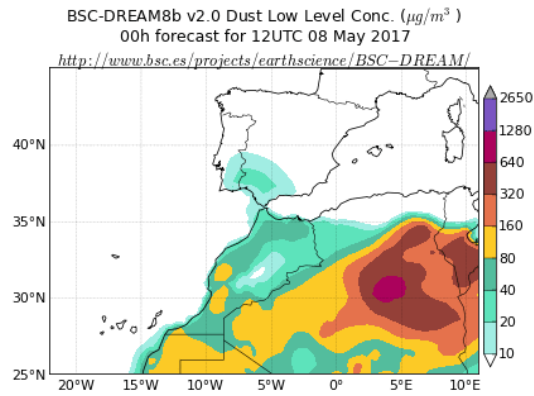 BSC-DREAM8b v2.0 Dust Low Level Conc. (μg/m³ )
00h forecast for 12UTC 08 May 2017
http://www.bsc.es/projects/earthscience/BSC−DREAM/
2650
1280
40°N
640
320
35°N
160
80
30°N
40
20
10
25°N
20°W 15°W 10°W 5°W 0° 5°E 10°E